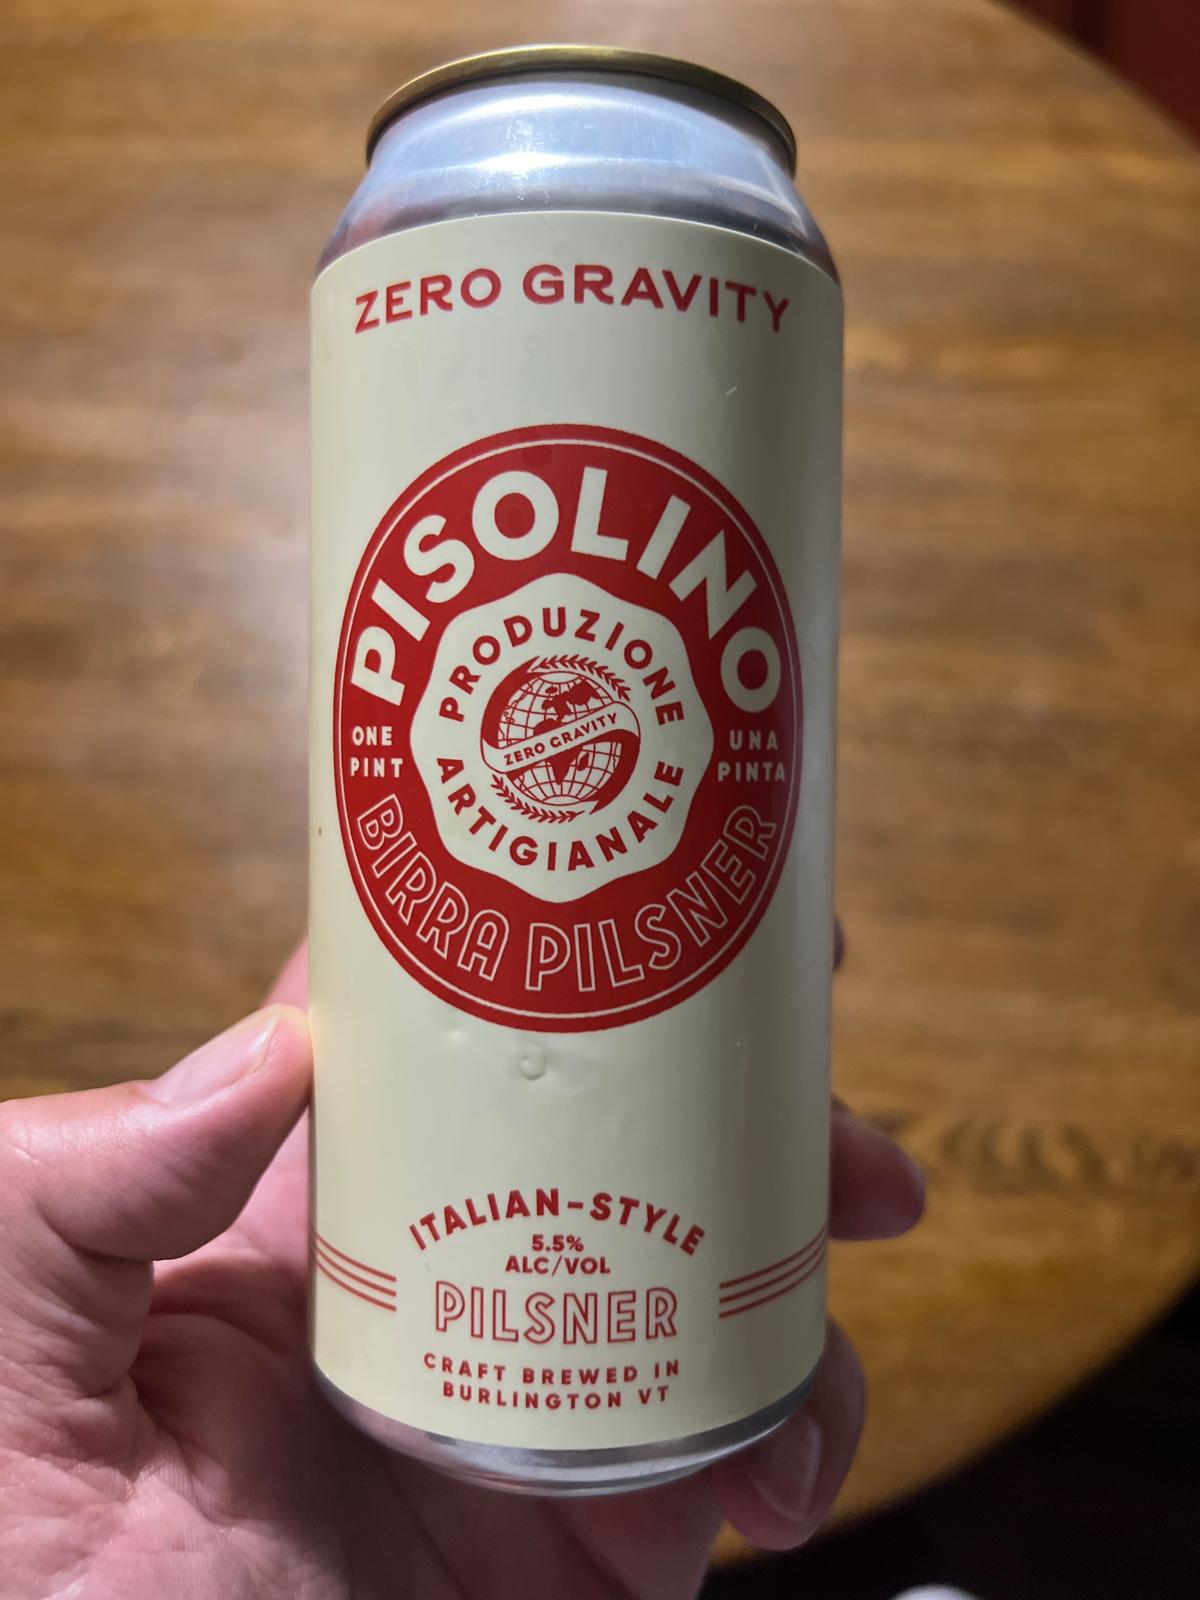 ZERO GRAVITY
PISOLINO
PRODUZIONE
ONE
PINT
ZERO GRAVITY
UNA
PINTA
ARTIGIANALE
BIRRA PILSNER
ITALIAN-STYLE
5.5%
ALC/VOL
PILSNER
CRAFT BREWED IN
BURLINGTON VT